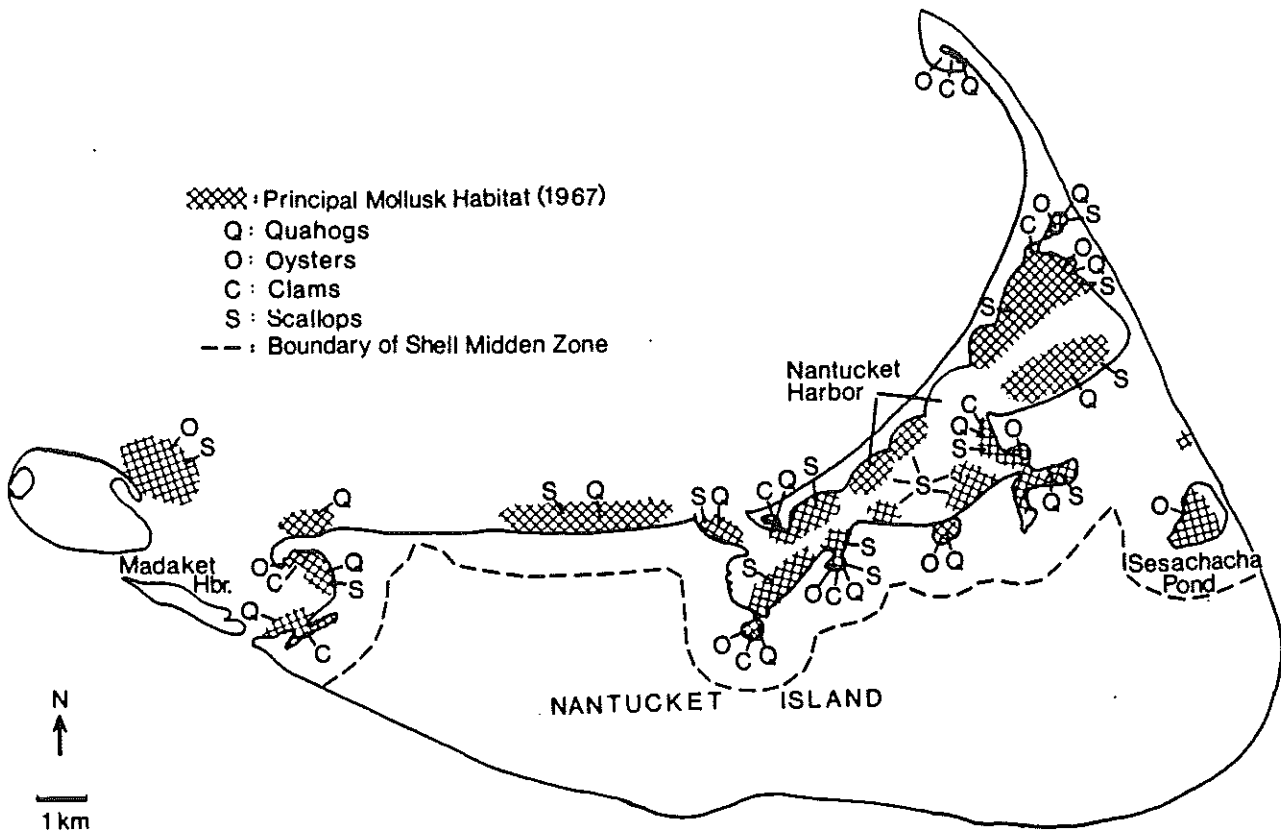 O C Q
: Principal Mollusk Habitat (1967)
Q : Quahogs
O : Oysters
C : Clams
S : Scallops
--- : Boundary of Shell Midden Zone
C O Q S
O Q S
S
Nantucket
Harbor
Q S
C Q S O
Q S
O S
Q
S Q
S Q
C Q S
S
O
Madaket
Hbr.
O C
Q S
S
S S
O C Q
O Q
Sesachacha
Pond
Q
C
O C Q
N
NANTUCKET ISLAND
1 km